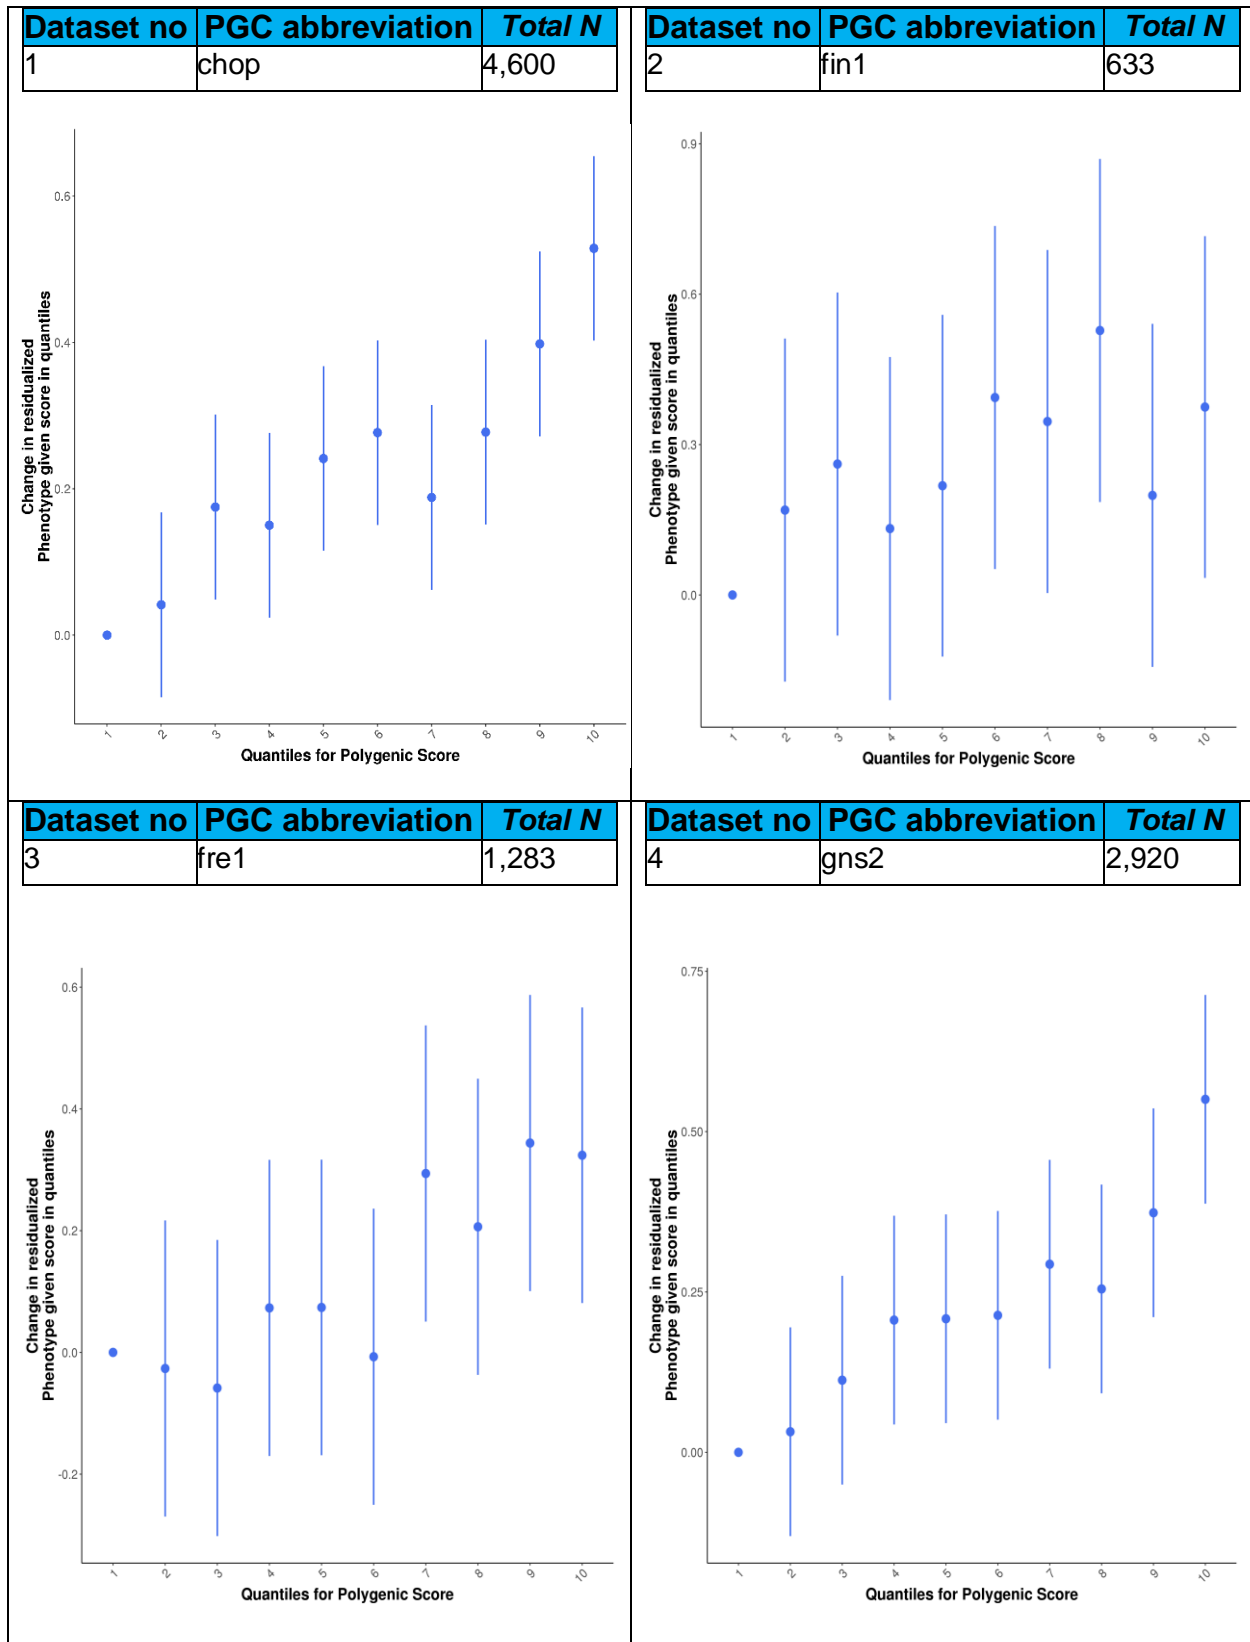 Dataset no PGC abbreviation Total N
1 chop 4,600
0.6
0.4
0.2
0.0
Change in residualized
Phenotype given score in quantiles
1 2 3 4 5 6 7 8 9 10
Quantiles for Polygenic Score
Dataset no PGC abbreviation Total N
2 fin1 633
0.9
0.6
0.3
0.0
Change in residualized
Phenotype given score in quantiles
1 2 3 4 5 6 7 8 9 10
Quantiles for Polygenic Score
Dataset no PGC abbreviation Total N
3 fre1 1,283
0.6
0.4
0.2
0.0
-0.2
Change in residualized
Phenotype given score in quantiles
1 2 3 4 5 6 7 8 9 10
Quantiles for Polygenic Score
Dataset no PGC abbreviation Total N
4 gns2 2,920
0.75
0.50
0.25
0.00
Change in residualized
Phenotype given score in quantiles
1 2 3 4 5 6 7 8 9 10
Quantiles for Polygenic Score